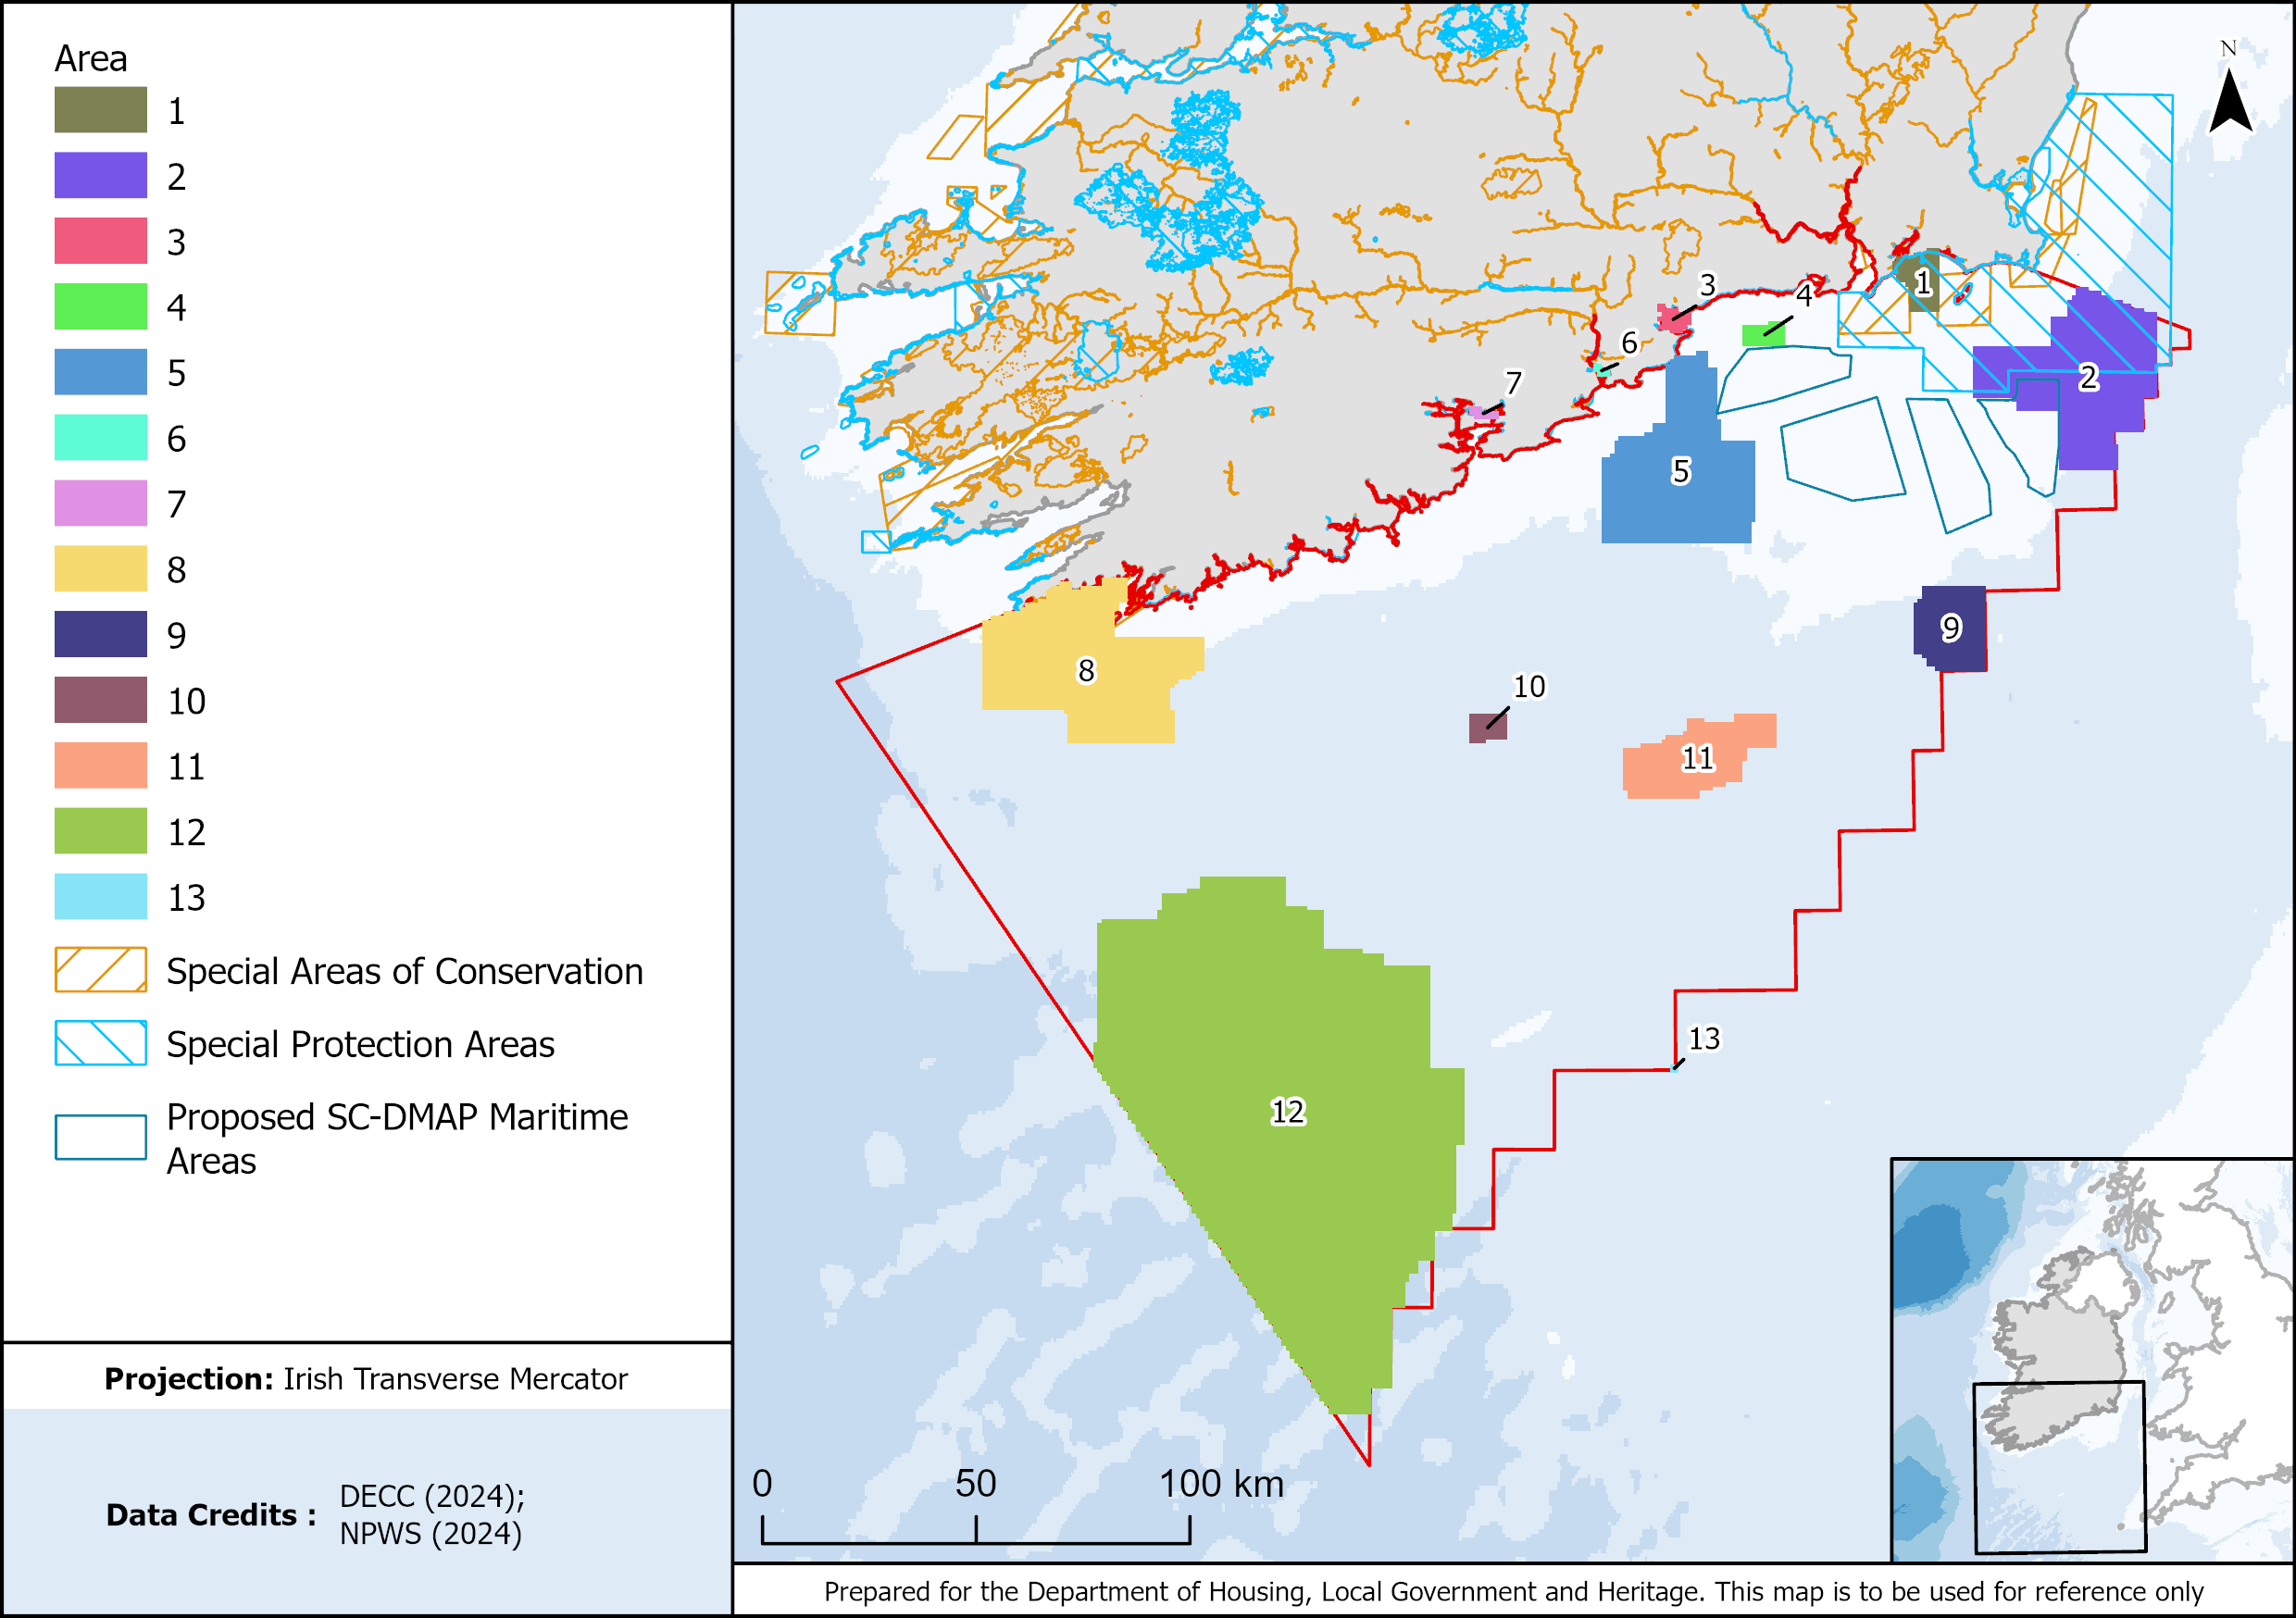 Area
1
2
3
4
5
6
7
8
9
10
11
12
13
Special Areas of Conservation
Special Protection Areas
Proposed SC-DMAP Maritime
Areas
Projection: Irish Transverse Mercator
Data Credits :
DECC (2024);
NPWS (2024)
N
1
3
4
6
2
7
5
9
8
10
11
13
12
0 50 100 km
Prepared for the Department of Housing, Local Government and Heritage. This map is to be used for reference only